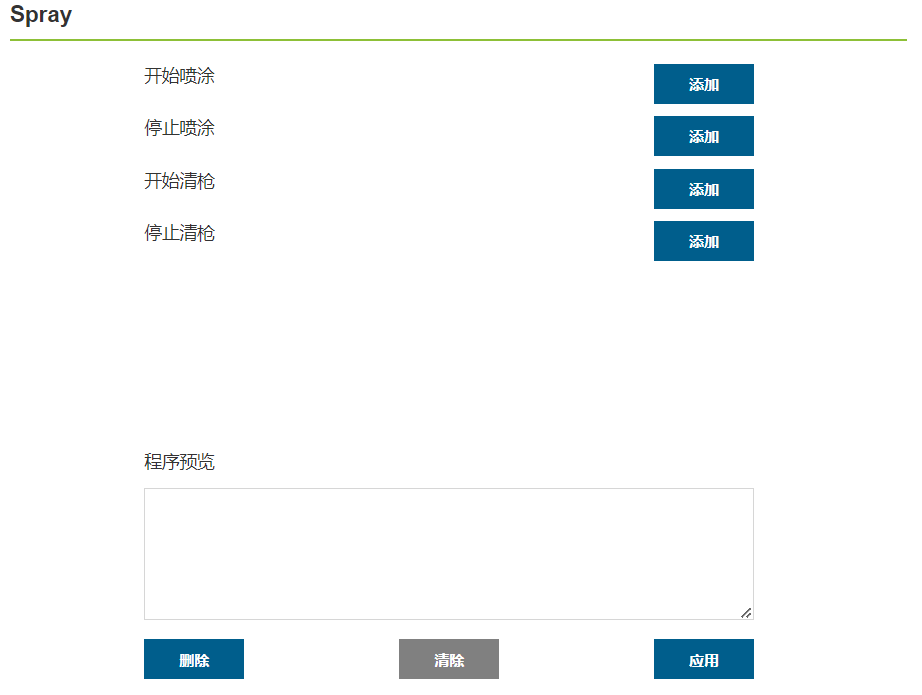 Spray
开始喷涂 添加
停止喷涂 添加
开始清枪 添加
停止清枪 添加
程序预览
删除 清除 应用